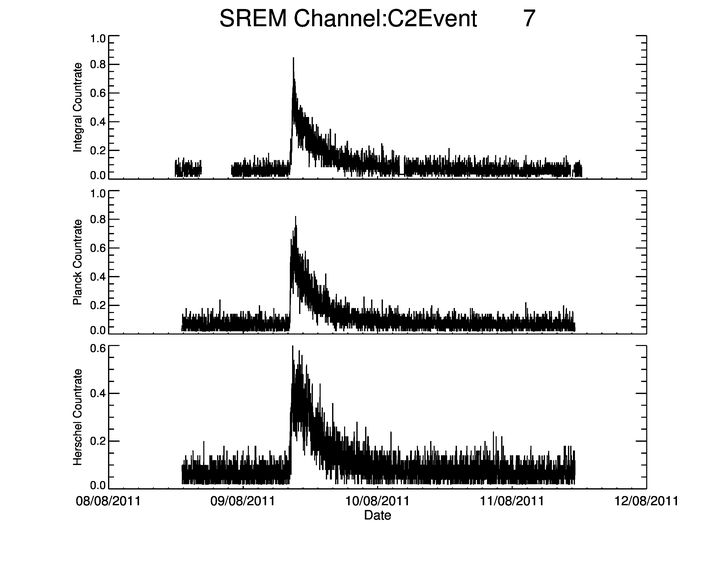 SREM Channel:C2Event 7
1.0
0.8
0.6
0.4
0.2
0.0
Integral Countrate
1.0
0.8
0.6
0.4
0.2
0.0
Planck Countrate
0.6
0.4
0.2
0.0
Herschel Countrate
08/08/2011 09/08/2011 10/08/2011 11/08/2011 12/08/2011
Date